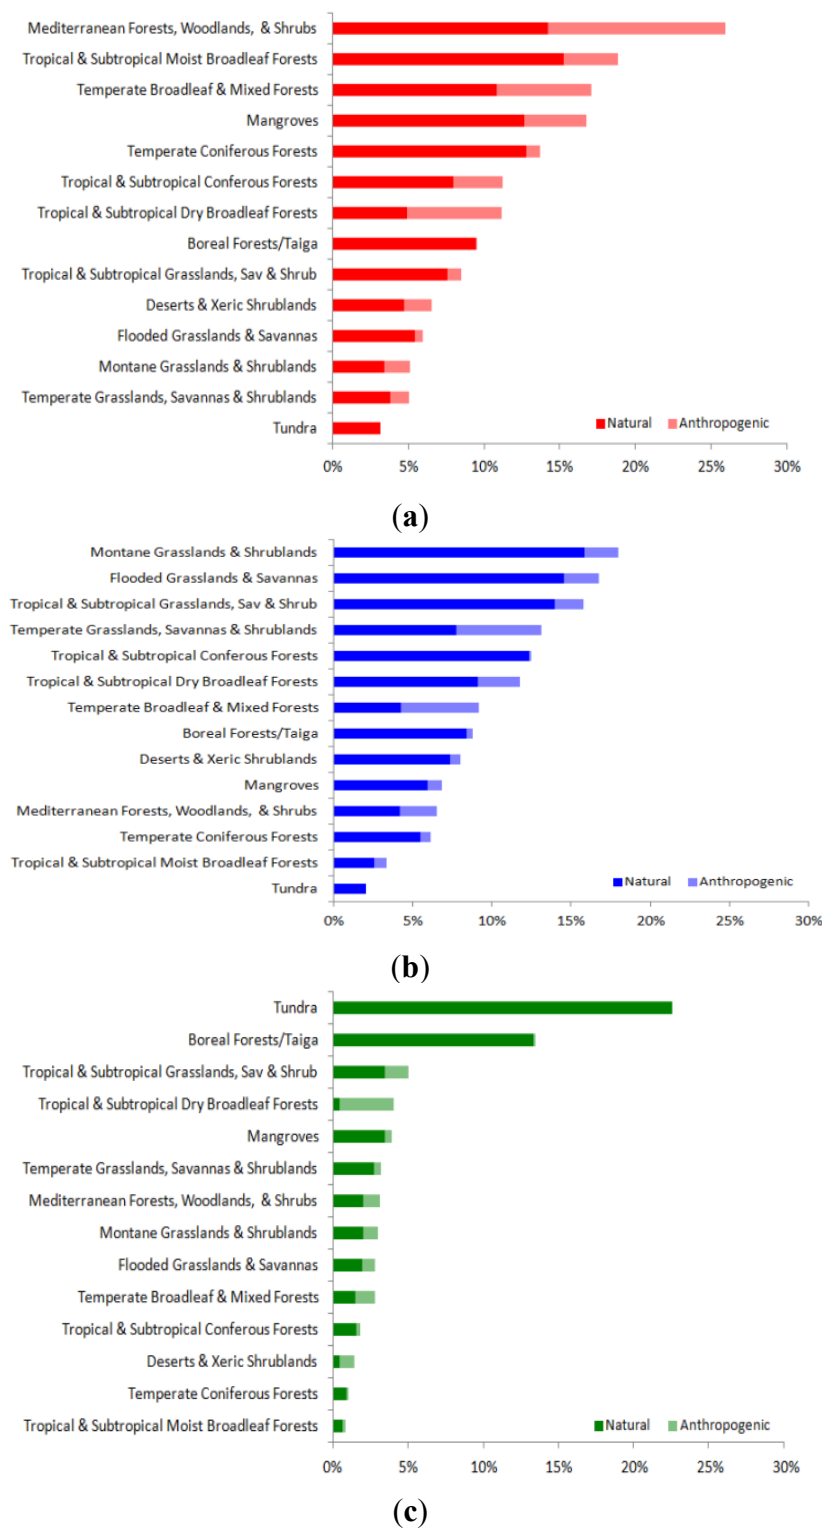 Mediterranean Forests, Woodlands, & Shrubs
Tropical & Subtropical Moist Broadleaf Forests
Temperate Broadleaf & Mixed Forests
Mangroves
Temperate Coniferous Forests
Tropical & Subtropical Conferous Forests
Tropical & Subtropical Dry Broadleaf Forests
Boreal Forests/Taiga
Tropical & Subtropical Grasslands, Sav & Shrub
Deserts & Xeric Shrublands
Flooded Grasslands & Savannas
Montane Grasslands & Shrublands
Temperate Grasslands, Savannas & Shrublands
Tundra
Natural Anthropogenic
0% 5% 10% 15% 20% 25% 30%
(a)
Montane Grasslands & Shrublands
Flooded Grasslands & Savannas
Tropical & Subtropical Grasslands, Sav & Shrub
Temperate Grasslands, Savannas & Shrublands
Tropical & Subtropical Conferous Forests
Tropical & Subtropical Dry Broadleaf Forests
Temperate Broadleaf & Mixed Forests
Boreal Forests/Taiga
Deserts & Xeric Shrublands
Mangroves
Mediterranean Forests, Woodlands, & Shrubs
Temperate Coniferous Forests
Tropical & Subtropical Moist Broadleaf Forests
Tundra
Natural Anthropogenic
0% 5% 10% 15% 20% 25% 30%
(b)
Tundra
Boreal Forests/Taiga
Tropical & Subtropical Grasslands, Sav & Shrub
Tropical & Subtropical Dry Broadleaf Forests
Mangroves
Temperate Grasslands, Savannas & Shrublands
Mediterranean Forests, Woodlands, & Shrubs
Montane Grasslands & Shrublands
Flooded Grasslands & Savannas
Temperate Broadleaf & Mixed Forests
Tropical & Subtropical Conferous Forests
Deserts & Xeric Shrublands
Temperate Coniferous Forests
Tropical & Subtropical Moist Broadleaf Forests
Natural Anthropogenic
0% 5% 10% 15% 20% 25% 30%
(c)